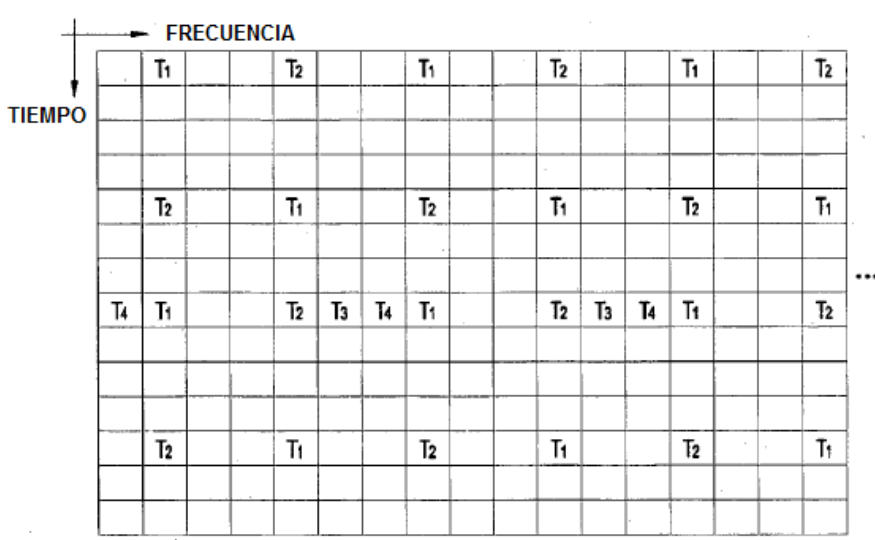 FRECUENCIA
TIEMPO
T1 T2 T1 T2 T1 T2
T2 T1 T2 T1 T2 T1
...
T4 T1 T2 T3 T4 T1 T2 T3 T4 T1 T2
T2 T1 T2 T1 T2 T1